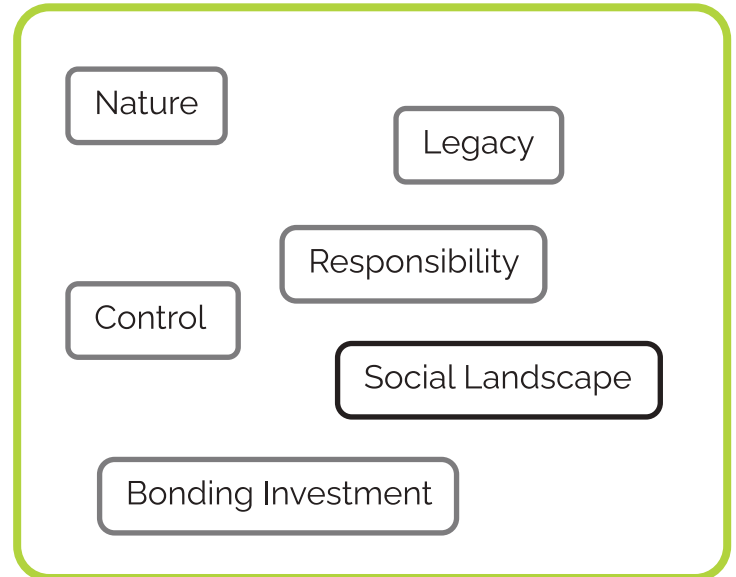 Nature
Legacy
Responsibility
Control
Social Landscape
Bonding Investment